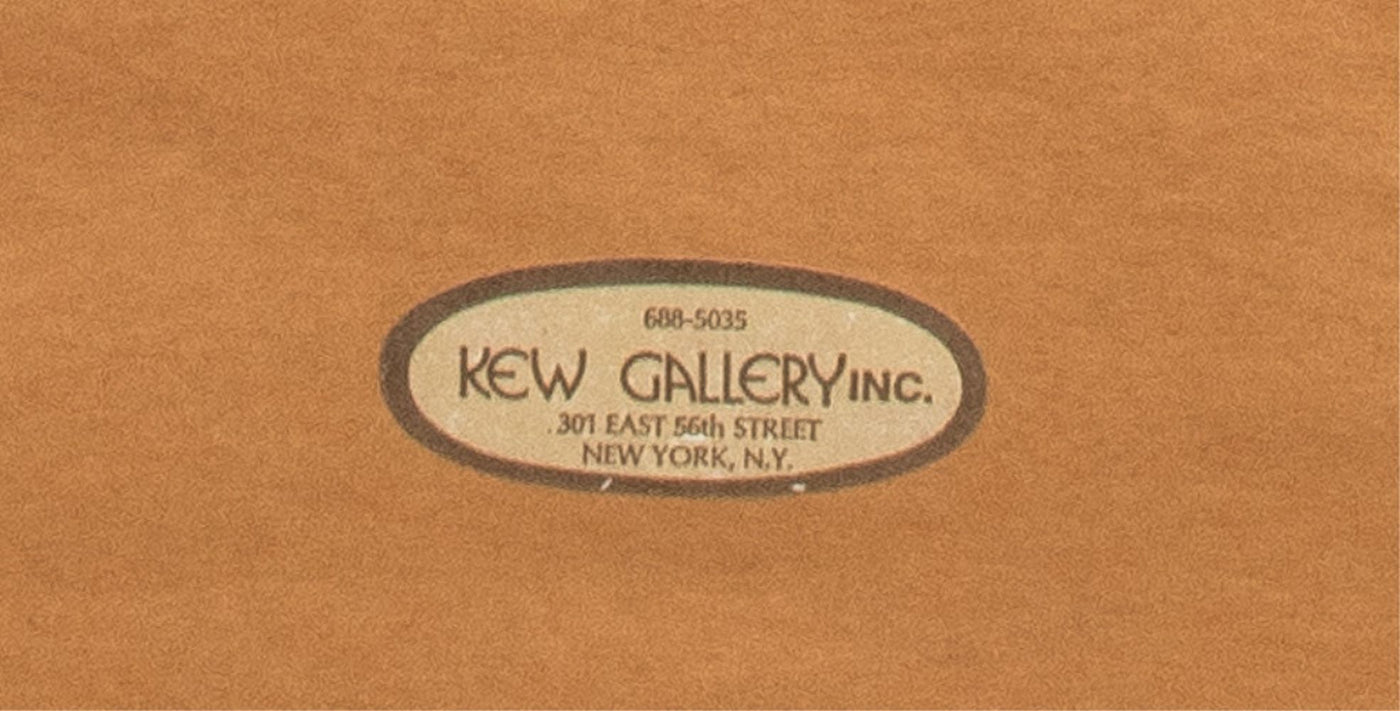 688-5035
KEW GALLERY INC.
301 EAST 56th STREET
NEW YORK, N.Y.